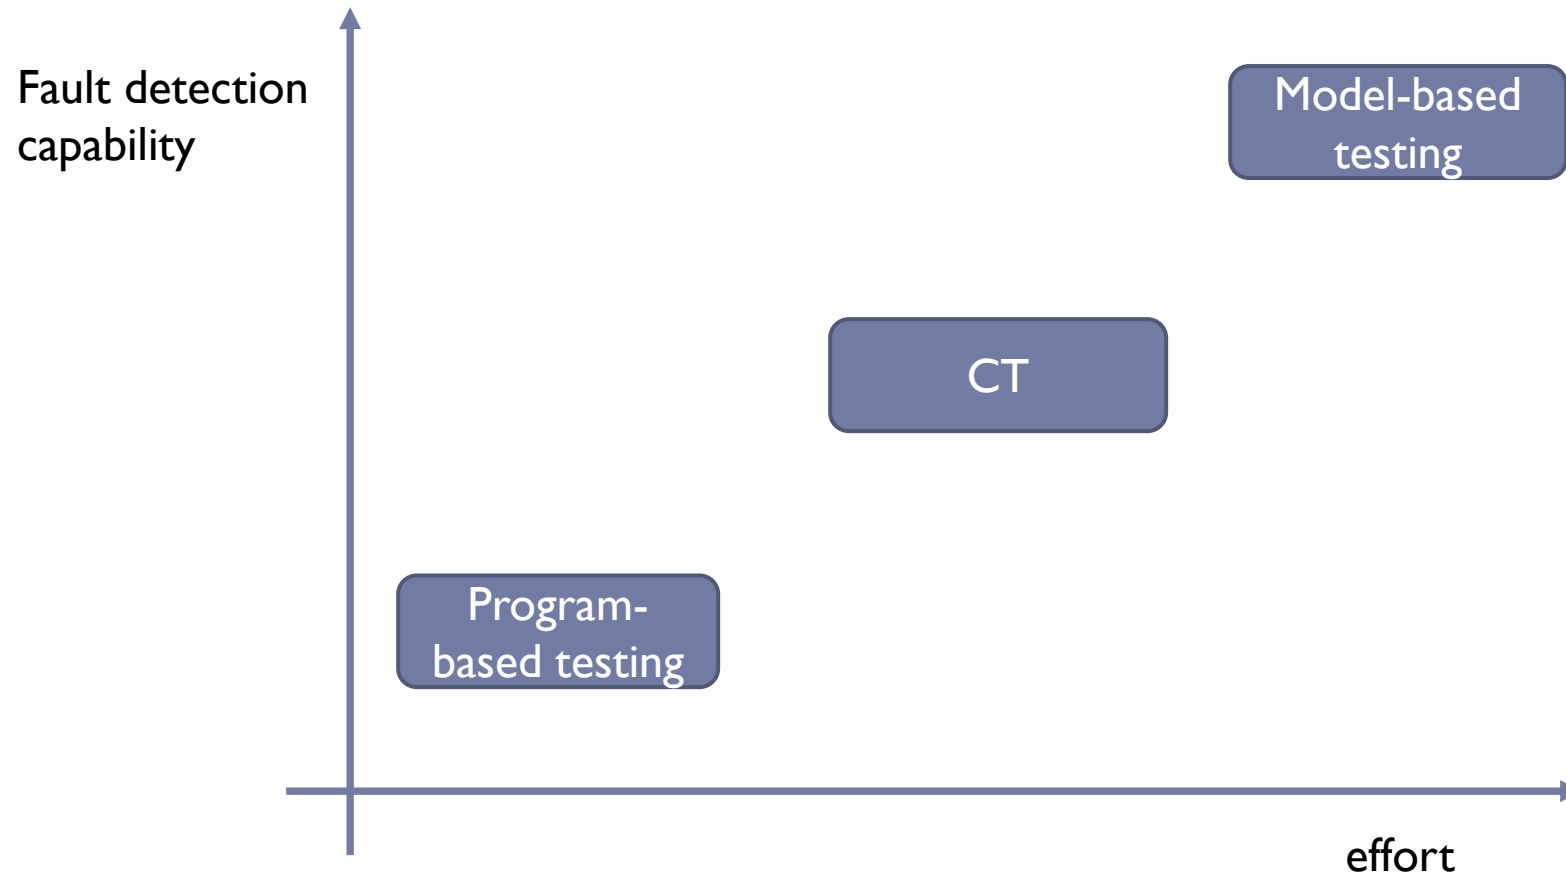 Fault detection
capability
Model-based
testing
CT
Program-
based testing
effort